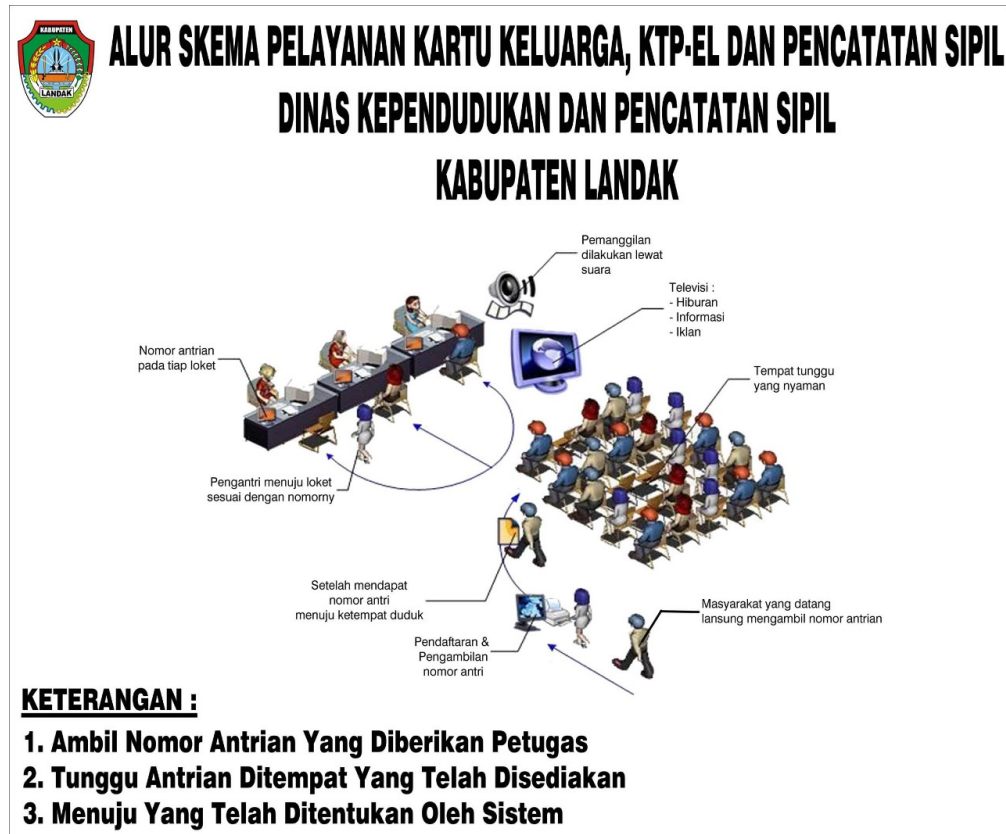 KABUPATEN
LANDAK
ALUR SKEMA PELAYANAN KARTU KELUARGA, KTP-EL DAN PENCATATAN SIPIL
DINAS KEPENDUDUKAN DAN PENCATATAN SIPIL
KABUPATEN LANDAK
Pemanggilan
dilakukan lewat
suara
Televisi :
- Hiburan
- Informasi
- Iklan
Nomor antrian
pada tiap loket
Tempat tunggu
yang nyaman
Pengantri menuju loket
sesuai dengan nomorny
Setelah mendapat
nomor antri
menuju ketempat duduk
Masyarakat yang datang
lansung mengambil nomor antrian
Pendaftaran &
Pengambilan
nomor antri
KETERANGAN :
1. Ambil Nomor Antrian Yang Diberikan Petugas
2. Tunggu Antrian Ditempat Yang Telah Disediakan
3. Menuju Yang Telah Ditentukan Oleh Sistem